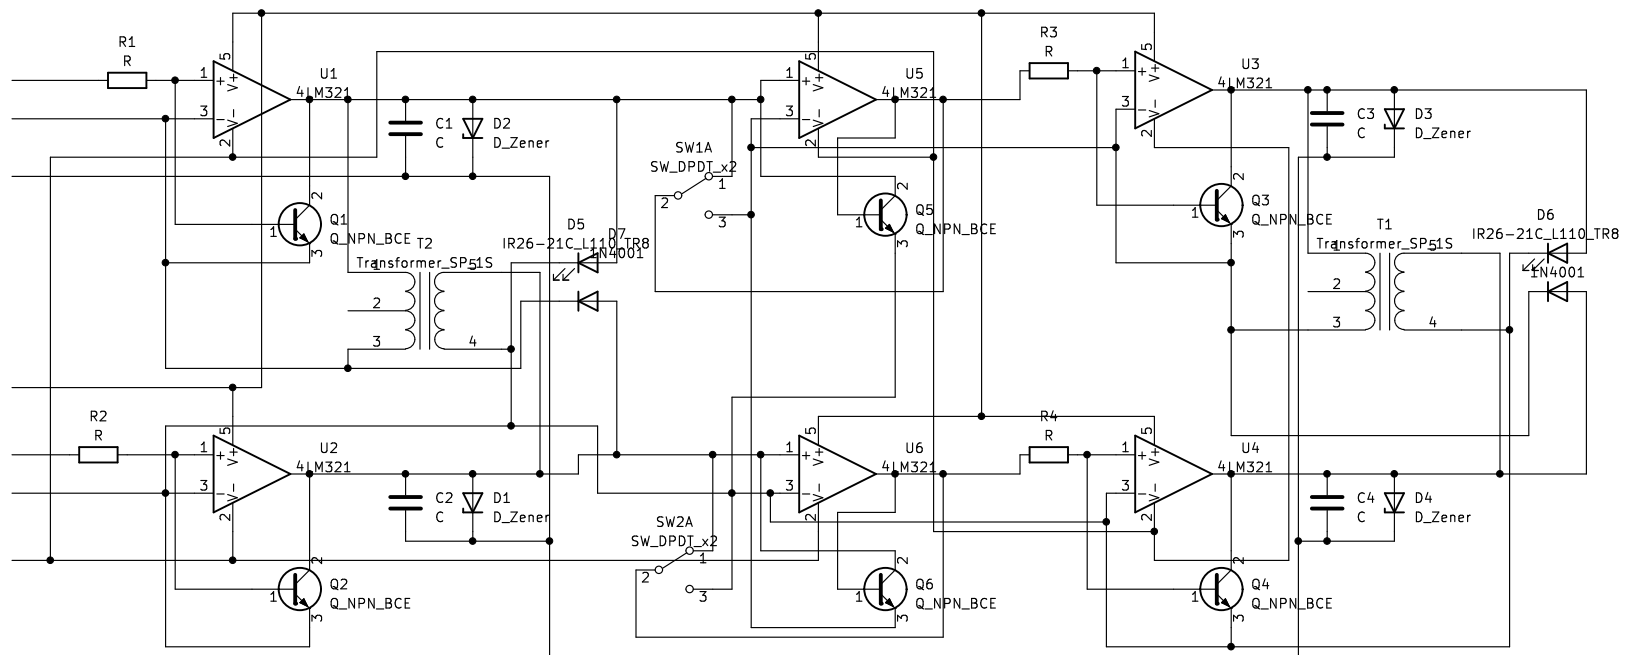 R1
R
1
+
3
−
5
V+
V−
2
U1
4
LM321
C1
C
D2
D_Zener
1
2
3
Q1
Q_NPN_BCE
T2
Transformer_SP_1S
1
2
3
5
4
D5
IR26-21C_L110_TR8
D7
1N4001
SW1A
SW_DPDT_x2
1
2
3
1
+
3
−
5
V+
V−
2
U5
4
LM321
1
2
3
Q5
Q_NPN_BCE
R3
R
1
+
3
−
5
V+
V−
2
U3
4
LM321
C3
C
D3
D_Zener
1
2
3
Q3
Q_NPN_BCE
T1
Transformer_SP_1S
1
2
3
5
4
D6
IR26-21C_L110_TR8
1N4001
R2
R
1
+
3
−
5
V+
V−
2
U2
4
LM321
C2
C
D1
D_Zener
1
2
3
Q2
Q_NPN_BCE
SW2A
SW_DPDT_x2
1
2
3
1
+
3
−
5
V+
V−
2
U6
4
LM321
1
2
3
Q6
Q_NPN_BCE
R4
R
1
+
3
−
5
V+
V−
2
U4
4
LM321
C4
C
D4
D_Zener
1
2
3
Q4
Q_NPN_BCE